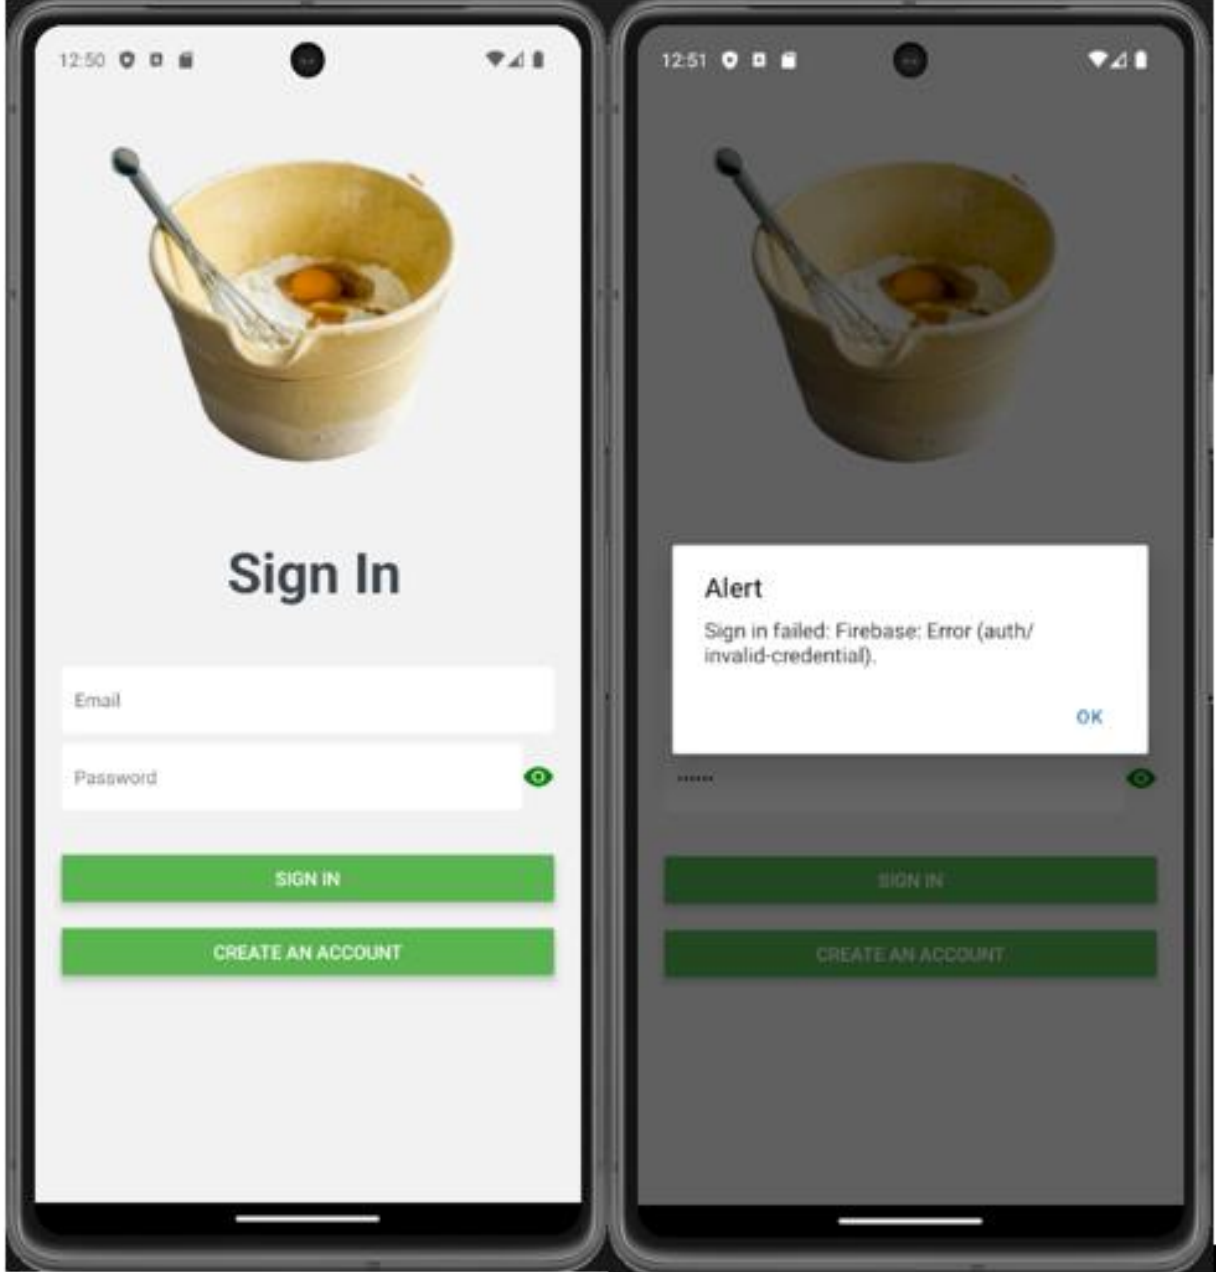 12:50
Sign In
Email
Password
SIGN IN
CREATE AN ACCOUNT
12:51
Alert
Sign in failed: Firebase: Error (auth/
invalid-credential).
OK
••••••
SIGN IN
CREATE AN ACCOUNT